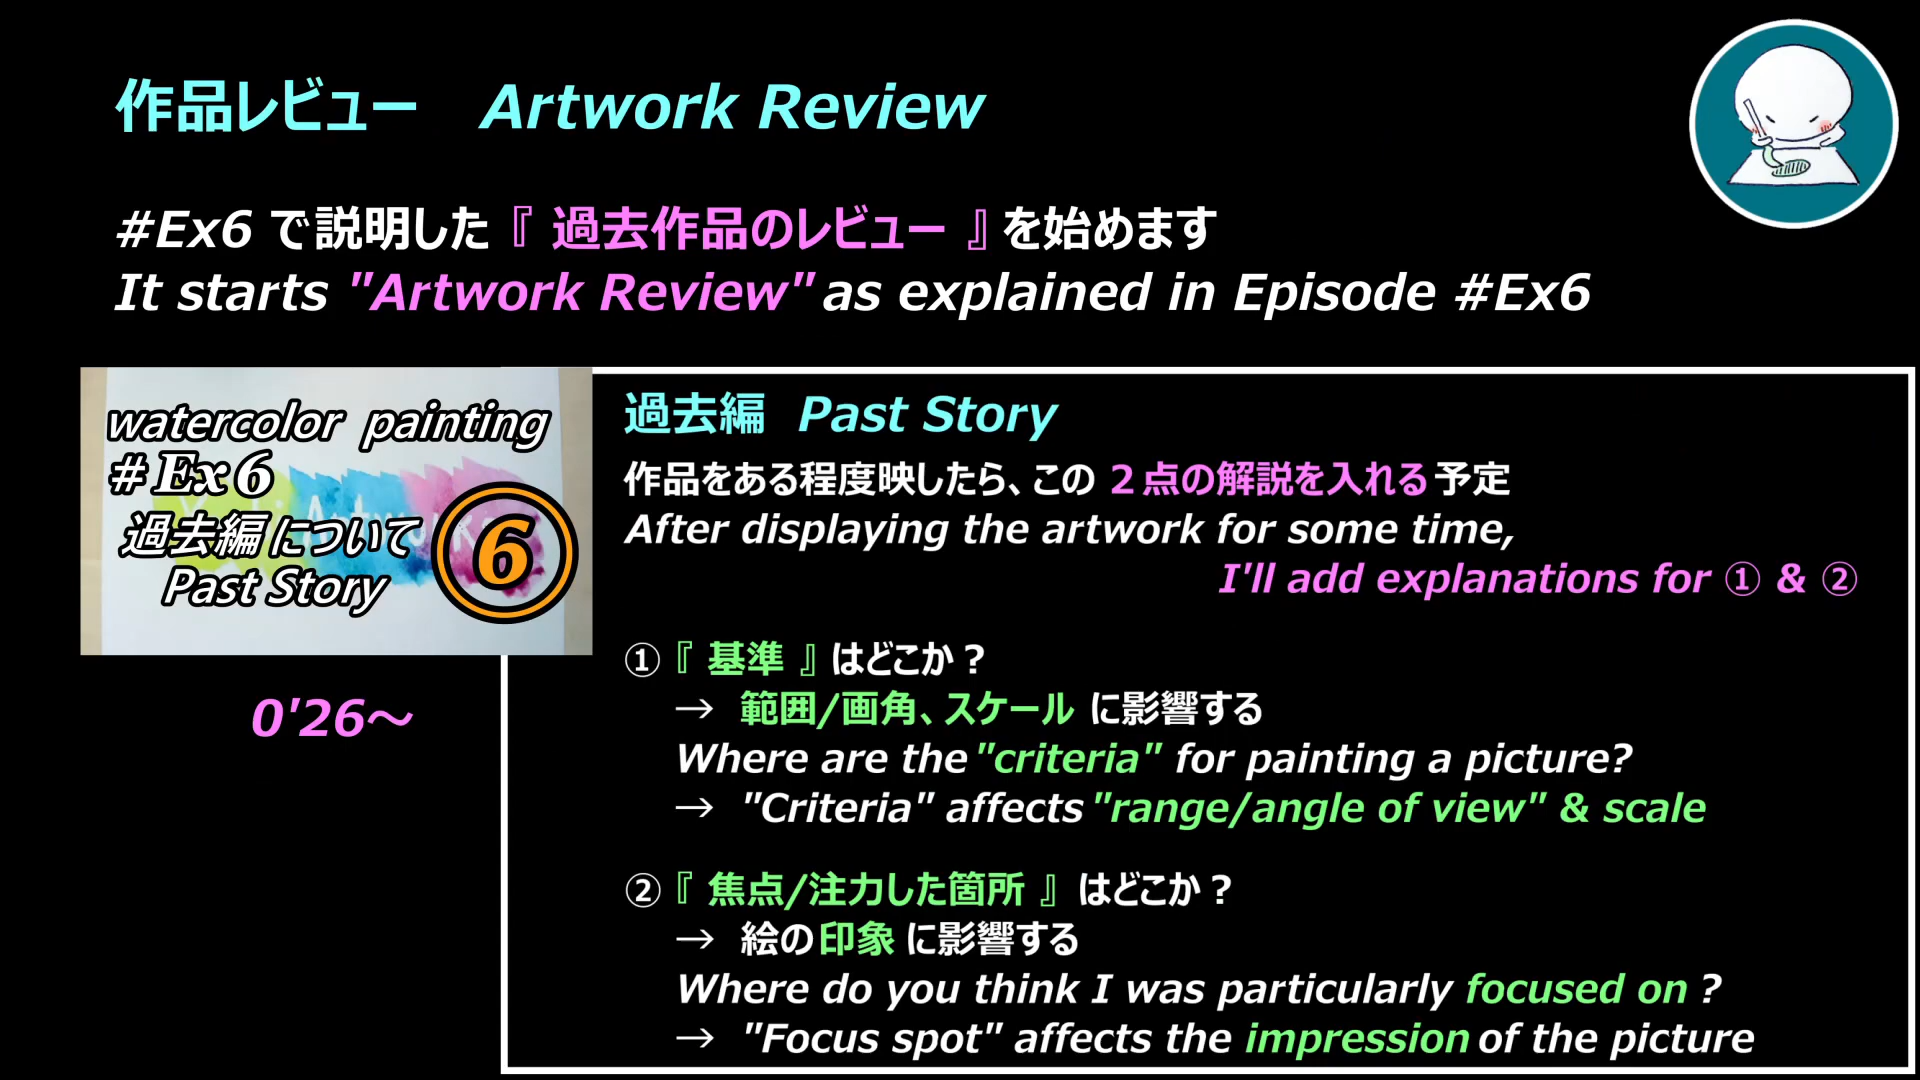 作品レビュー Artwork Review
#Ex6 で説明した『 過去作品のレビュー 』を始めます
It starts "Artwork Review" as explained in Episode #Ex6
watercolor painting
#Ex6
過去編について
Past Story
6
0'26～
過去編 Past Story
作品をある程度映したら、この２点の解説を入れる予定
After displaying the artwork for some time,
I'll add explanations for ① & ②
①『 基準 』はどこか？
→ 範囲/画角、スケール に影響する
Where are the "criteria" for painting a picture?
→ "Criteria" affects "range/angle of view" & scale
②『 焦点/注力した箇所 』はどこか？
→ 絵の印象に影響する
Where do you think I was particularly focused on ?
→ "Focus spot" affects the impression of the picture